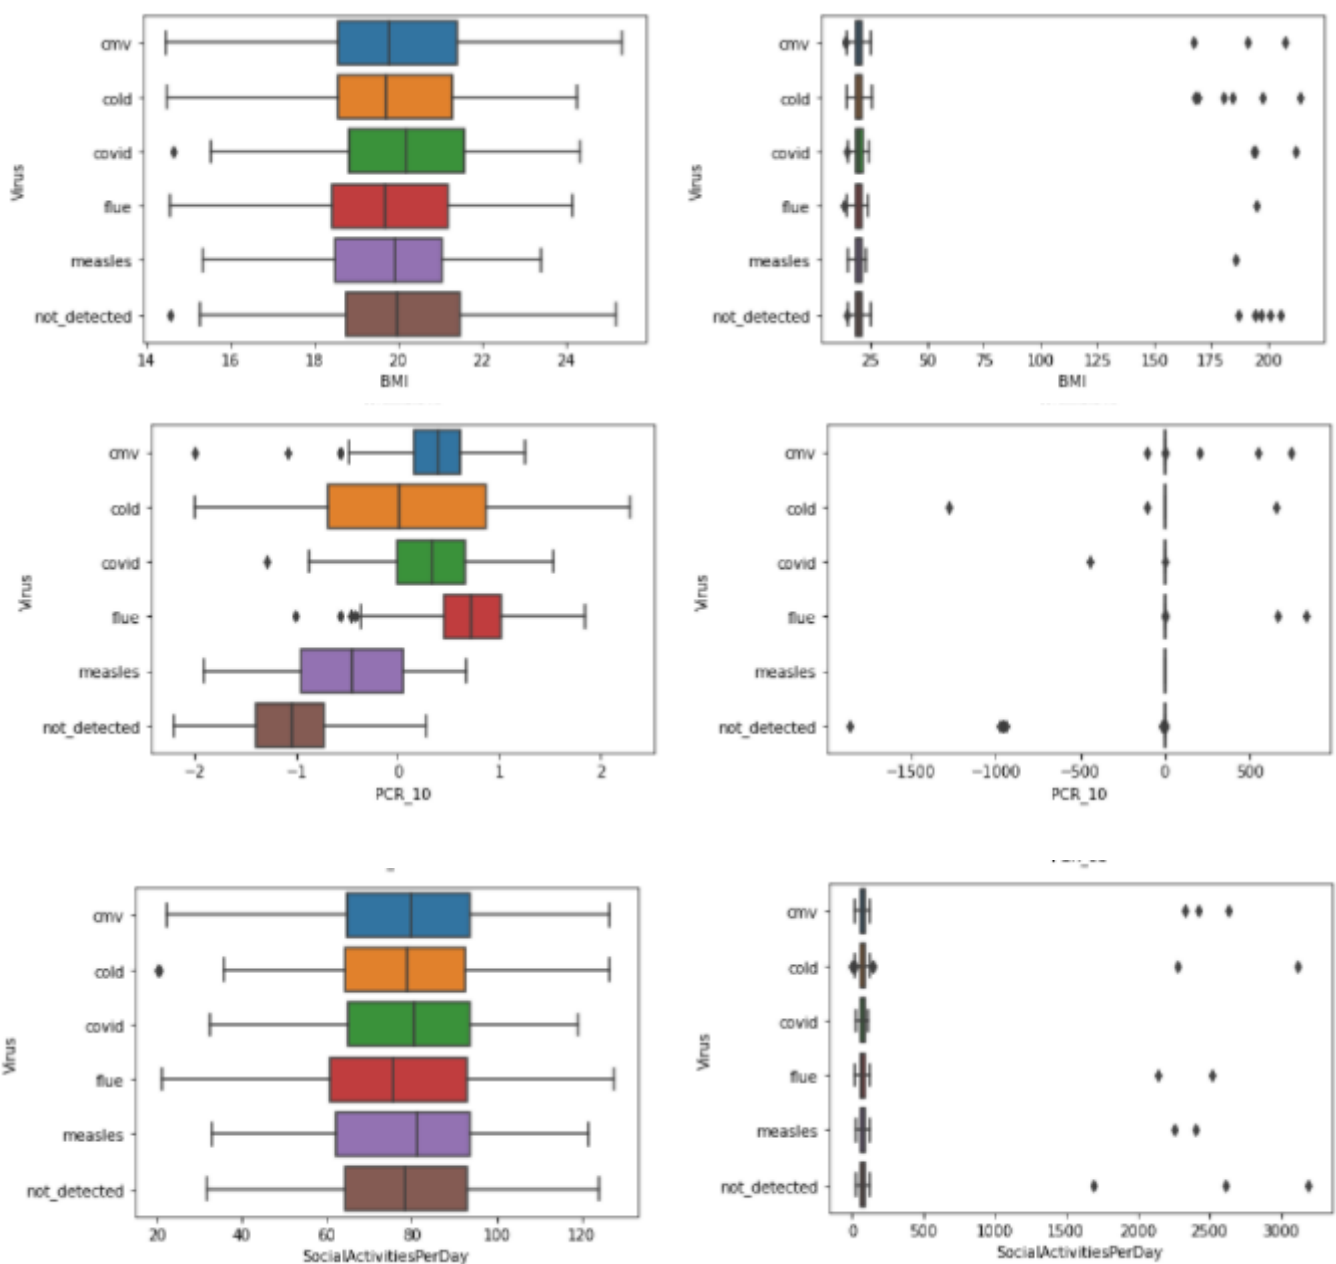 cmv
cold
covid
flue
measles
not_detected
Virus
14 16 18 20 22 24
BMI
cmv
cold
covid
flue
measles
not_detected
Virus
25 50 75 100 125 150 175 200
BMI
cmv
cold
covid
flue
measles
not_detected
Virus
−2 −1 0 1 2
PCR_10
cmv
cold
covid
flue
measles
not_detected
Virus
−1500 −1000 −500 0 500
PCR_10
cmv
cold
covid
flue
measles
not_detected
Virus
20 40 60 80 100 120
SocialActivitiesPerDay
cmv
cold
covid
flue
measles
not_detected
Virus
0 500 1000 1500 2000 2500 3000
SocialActivitiesPerDay